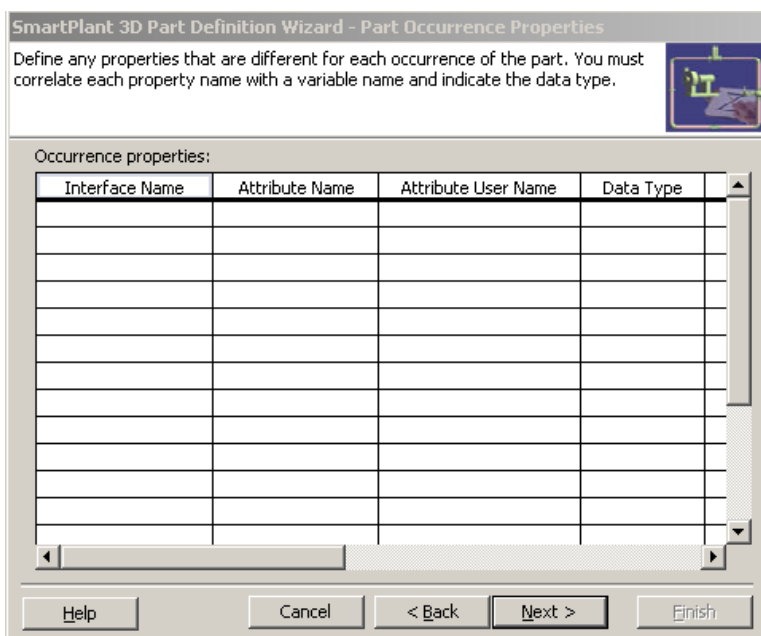 SmartPlant 3D Part Definition Wizard - Part Occurrence Properties
Define any properties that are different for each occurrence of the part. You must
correlate each property name with a variable name and indicate the data type.
Occurrence properties:
Interface Name Attribute Name Attribute User Name Data Type
Help Cancel < Back Next > Finish